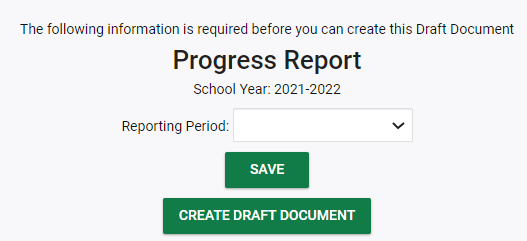 The following information is required before you can create this Draft Document
Progress Report
School Year: 2021-2022
Reporting Period:
SAVE
CREATE DRAFT DOCUMENT